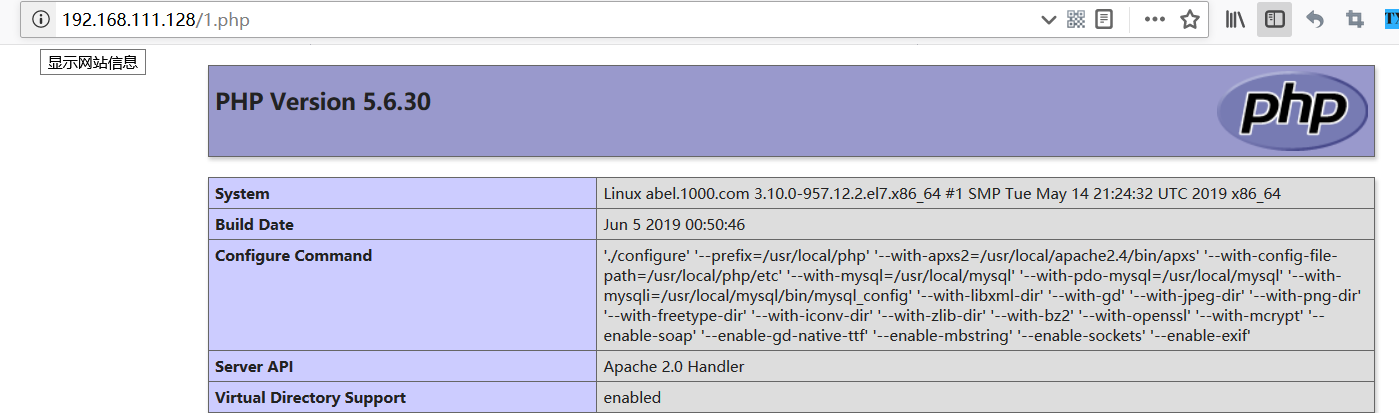 192.168.111.128/1.php
显示网站信息
PHP Version 5.6.30
php
System Linux abel.1000.com 3.10.0-957.12.2.el7.x86_64 #1 SMP Tue May 14 21:24:32 UTC 2019 x86_64
Build Date Jun 5 2019 00:50:46
Configure Command './configure' '--prefix=/usr/local/php' '--with-apxs2=/usr/local/apache2.4/bin/apxs' '--with-config-file-
path=/usr/local/php/etc' '--with-mysql=/usr/local/mysql' '--with-pdo-mysql=/usr/local/mysql' '--with-
mysqli=/usr/local/mysql/bin/mysql_config' '--with-libxml-dir' '--with-gd' '--with-jpeg-dir' '--with-png-dir'
'--with-freetype-dir' '--with-iconv-dir' '--with-zlib-dir' '--with-bz2' '--with-openssl' '--with-mcrypt' '--
enable-soap' '--enable-gd-native-ttf' '--enable-mbstring' '--enable-sockets' '--enable-exif'
Server API Apache 2.0 Handler
Virtual Directory Support enabled